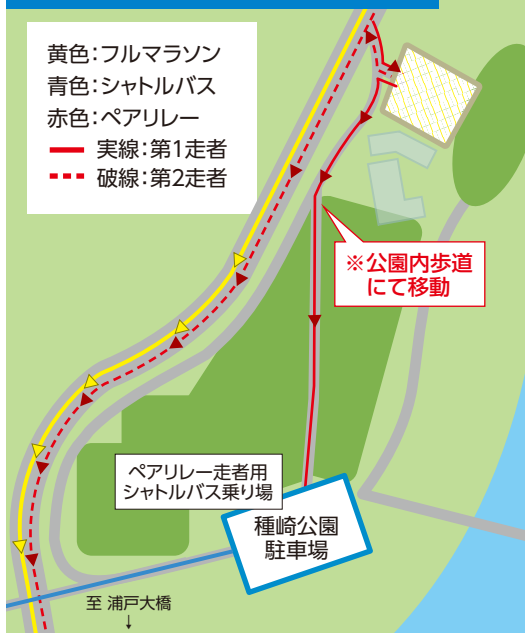 黄色：フルマラソン
青色：シャトルバス
赤色：ペアリレー
実線：第1走者
破線：第2走者
※公園内歩道
にて移動
ペアリレー走者用
シャトルバス乗り場
種崎公園
駐車場
至 浦戸大橋
↓